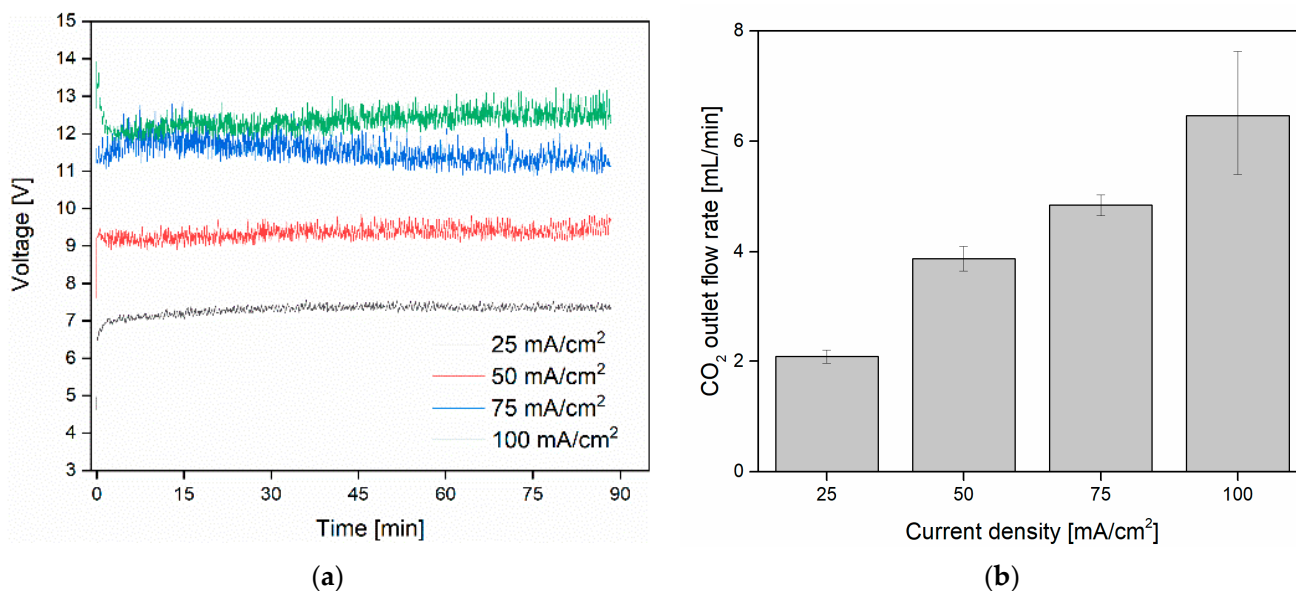 15
14
13
12
11
10
9
8
7
6
5
4
3
Voltage [V]
25 mA/cm²
50 mA/cm²
75 mA/cm²
100 mA/cm²
0 15 30 45 60 75 90
Time [min]
(a)
8
6
4
2
0
CO₂ outlet flow rate [mL/min]
25 50 75 100
Current density [mA/cm²]
(b)